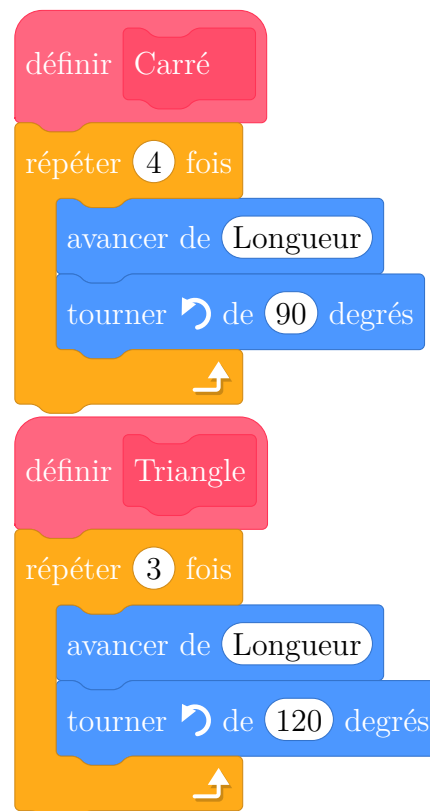 définir Carré
répéter 4 fois
avancer de Longueur
tourner de 90 degrés
définir Triangle
répéter 3 fois
avancer de Longueur
tourner de 120 degrés